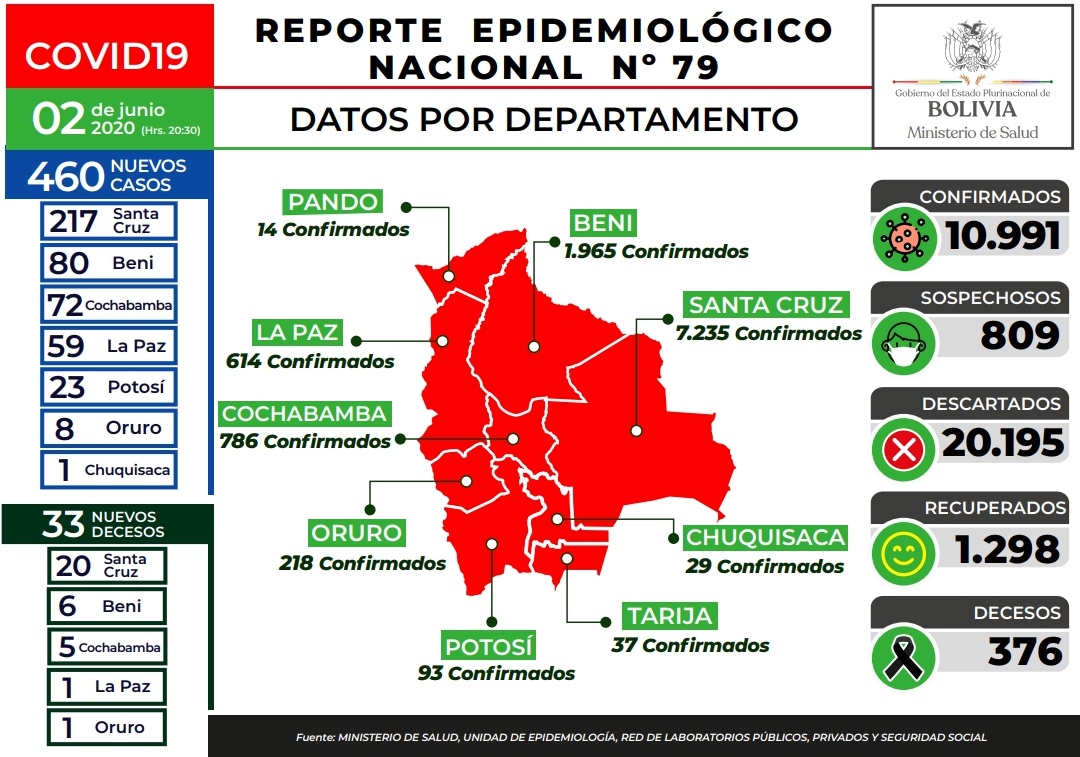 COVID19
02 de junio
2020 (Hrs. 20:30)
REPORTE EPIDEMIOLÓGICO
NACIONAL Nº 79
DATOS POR DEPARTAMENTO
Gobierno del Estado Plurinacional de
BOLIVIA
Ministerio de Salud
460 NUEVOS
CASOS
217 Santa
Cruz
80 Beni
72 Cochabamba
59 La Paz
23 Potosí
8 Oruro
1 Chuquisaca
33 NUEVOS
DECESOS
20 Santa
Cruz
6 Beni
5 Cochabamba
1 La Paz
1 Oruro
PANDO
14 Confirmados
BENI
1.965 Confirmados
SANTA CRUZ
7.235 Confirmados
LA PAZ
614 Confirmados
COCHABAMBA
786 Confirmados
ORURO
218 Confirmados
CHUQUISACA
29 Confirmados
TARIJA
37 Confirmados
POTOSÍ
93 Confirmados
CONFIRMADOS
10.991
SOSPECHOSOS
809
DESCARTADOS
20.195
RECUPERADOS
1.298
DECESOS
376
Fuente: MINISTERIO DE SALUD, UNIDAD DE EPIDEMIOLOGÍA, RED DE LABORATORIOS PÚBLICOS, PRIVADOS Y SEGURIDAD SOCIAL